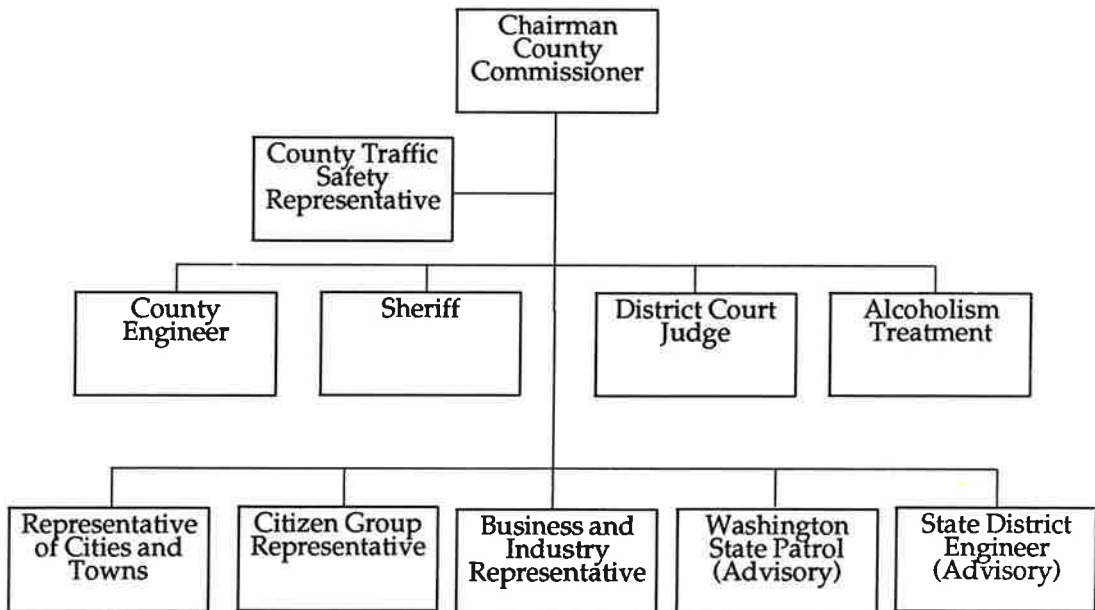 Chairman
County
Commissioner
County Traffic
Safety
Representative
County
Engineer
Sheriff
District Court
Judge
Alcoholism
Treatment
Representative
of Cities and
Towns
Citizen Group
Representative
Business and
Industry
Representative
Washington
State Patrol
(Advisory)
State District
Engineer
(Advisory)